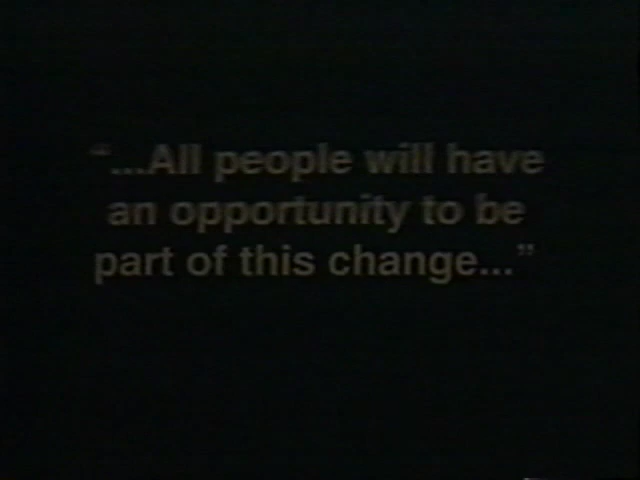 “...All people will have
an opportunity to be
part of this change...”